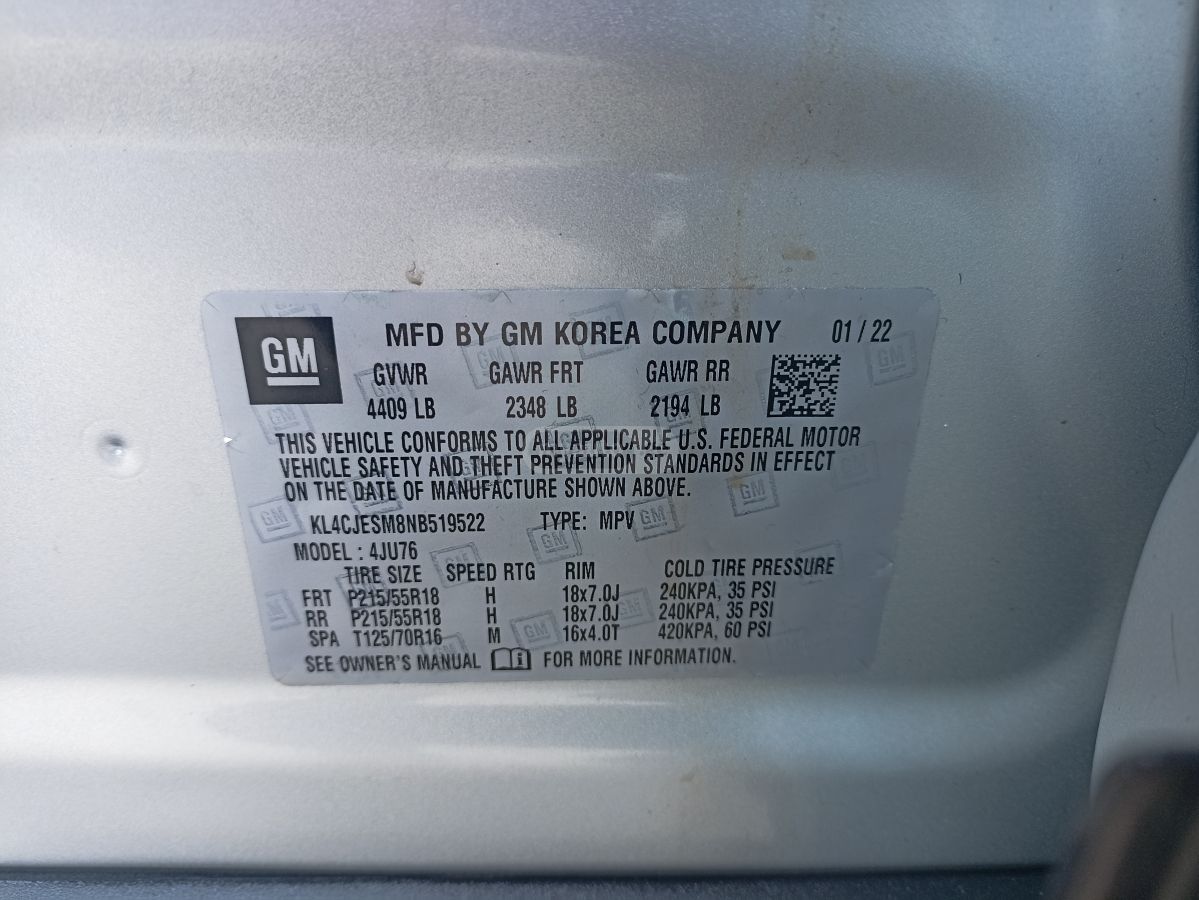 GM
MFD BY GM KOREA COMPANY 01 / 22
GVWR GAWR FRT GAWR RR
4409 LB 2348 LB 2194 LB
THIS VEHICLE CONFORMS TO ALL APPLICABLE U.S. FEDERAL MOTOR
VEHICLE SAFETY AND THEFT PREVENTION STANDARDS IN EFFECT
ON THE DATE OF MANUFACTURE SHOWN ABOVE.
KL4CJESM8NB519522 TYPE: MPV
MODEL : 4JU76
TIRE SIZE SPEED RTG RIM COLD TIRE PRESSURE
FRT P215/55R18 H 18x7.0J 240KPA, 35 PSI
RR P215/55R18 H 18x7.0J 240KPA, 35 PSI
SPA T125/70R16 M 16x4.0T 420KPA, 60 PSI
SEE OWNER'S MANUAL FOR MORE INFORMATION.